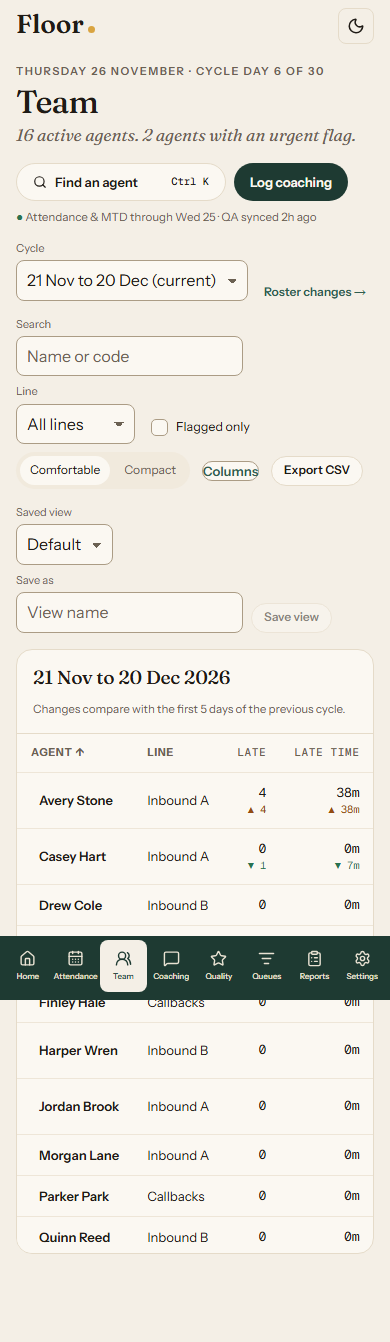 Floor.
THURSDAY 26 NOVEMBER · CYCLE DAY 6 OF 30
Team
16 active agents. 2 agents with an urgent flag.
Find an agent Ctrl K Log coaching
Attendance & MTD through Wed 25 · QA synced 2h ago
Cycle
21 Nov to 20 Dec (current) Roster changes →
Search
Name or code
Line
All lines Flagged only
Comfortable Compact Columns Export CSV
Saved view
Default
Save as
View name Save view
21 Nov to 20 Dec 2026
Changes compare with the first 5 days of the previous cycle.
AGENT ↑ LINE LATE LATE TIME
Avery Stone Inbound A 4 38m
▲ 4 ▲ 38m
Casey Hart Inbound A 0 0m
▼ 1 ▼ 7m
Drew Cole Inbound B 0 0m
Home Attendance Team Coaching Quality Queues Reports Settings
Finley Hale Callbacks 0 0m
Harper Wren Inbound B 0 0m
Jordan Brook Inbound A 0 0m
Morgan Lane Inbound A 0 0m
Parker Park Callbacks 0 0m
Quinn Reed Inbound B 0 0m